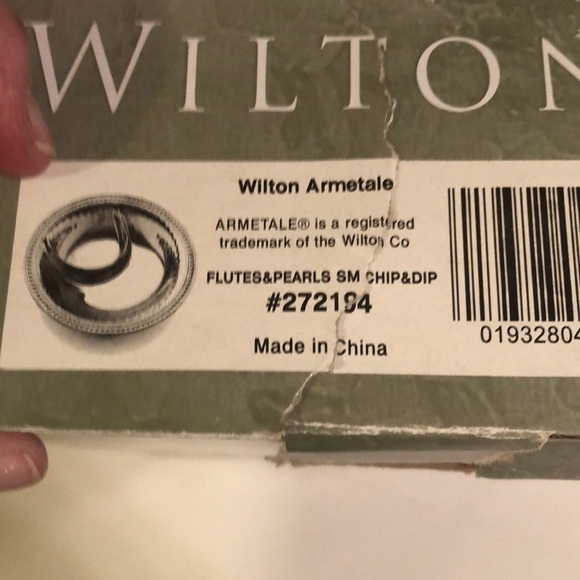 WILTON
Wilton Armetale
ARMETALE® is a registered
trademark of the Wilton Co
FLUTES&PEARLS SM CHIP&DIP
#272194
Made in China
01932804